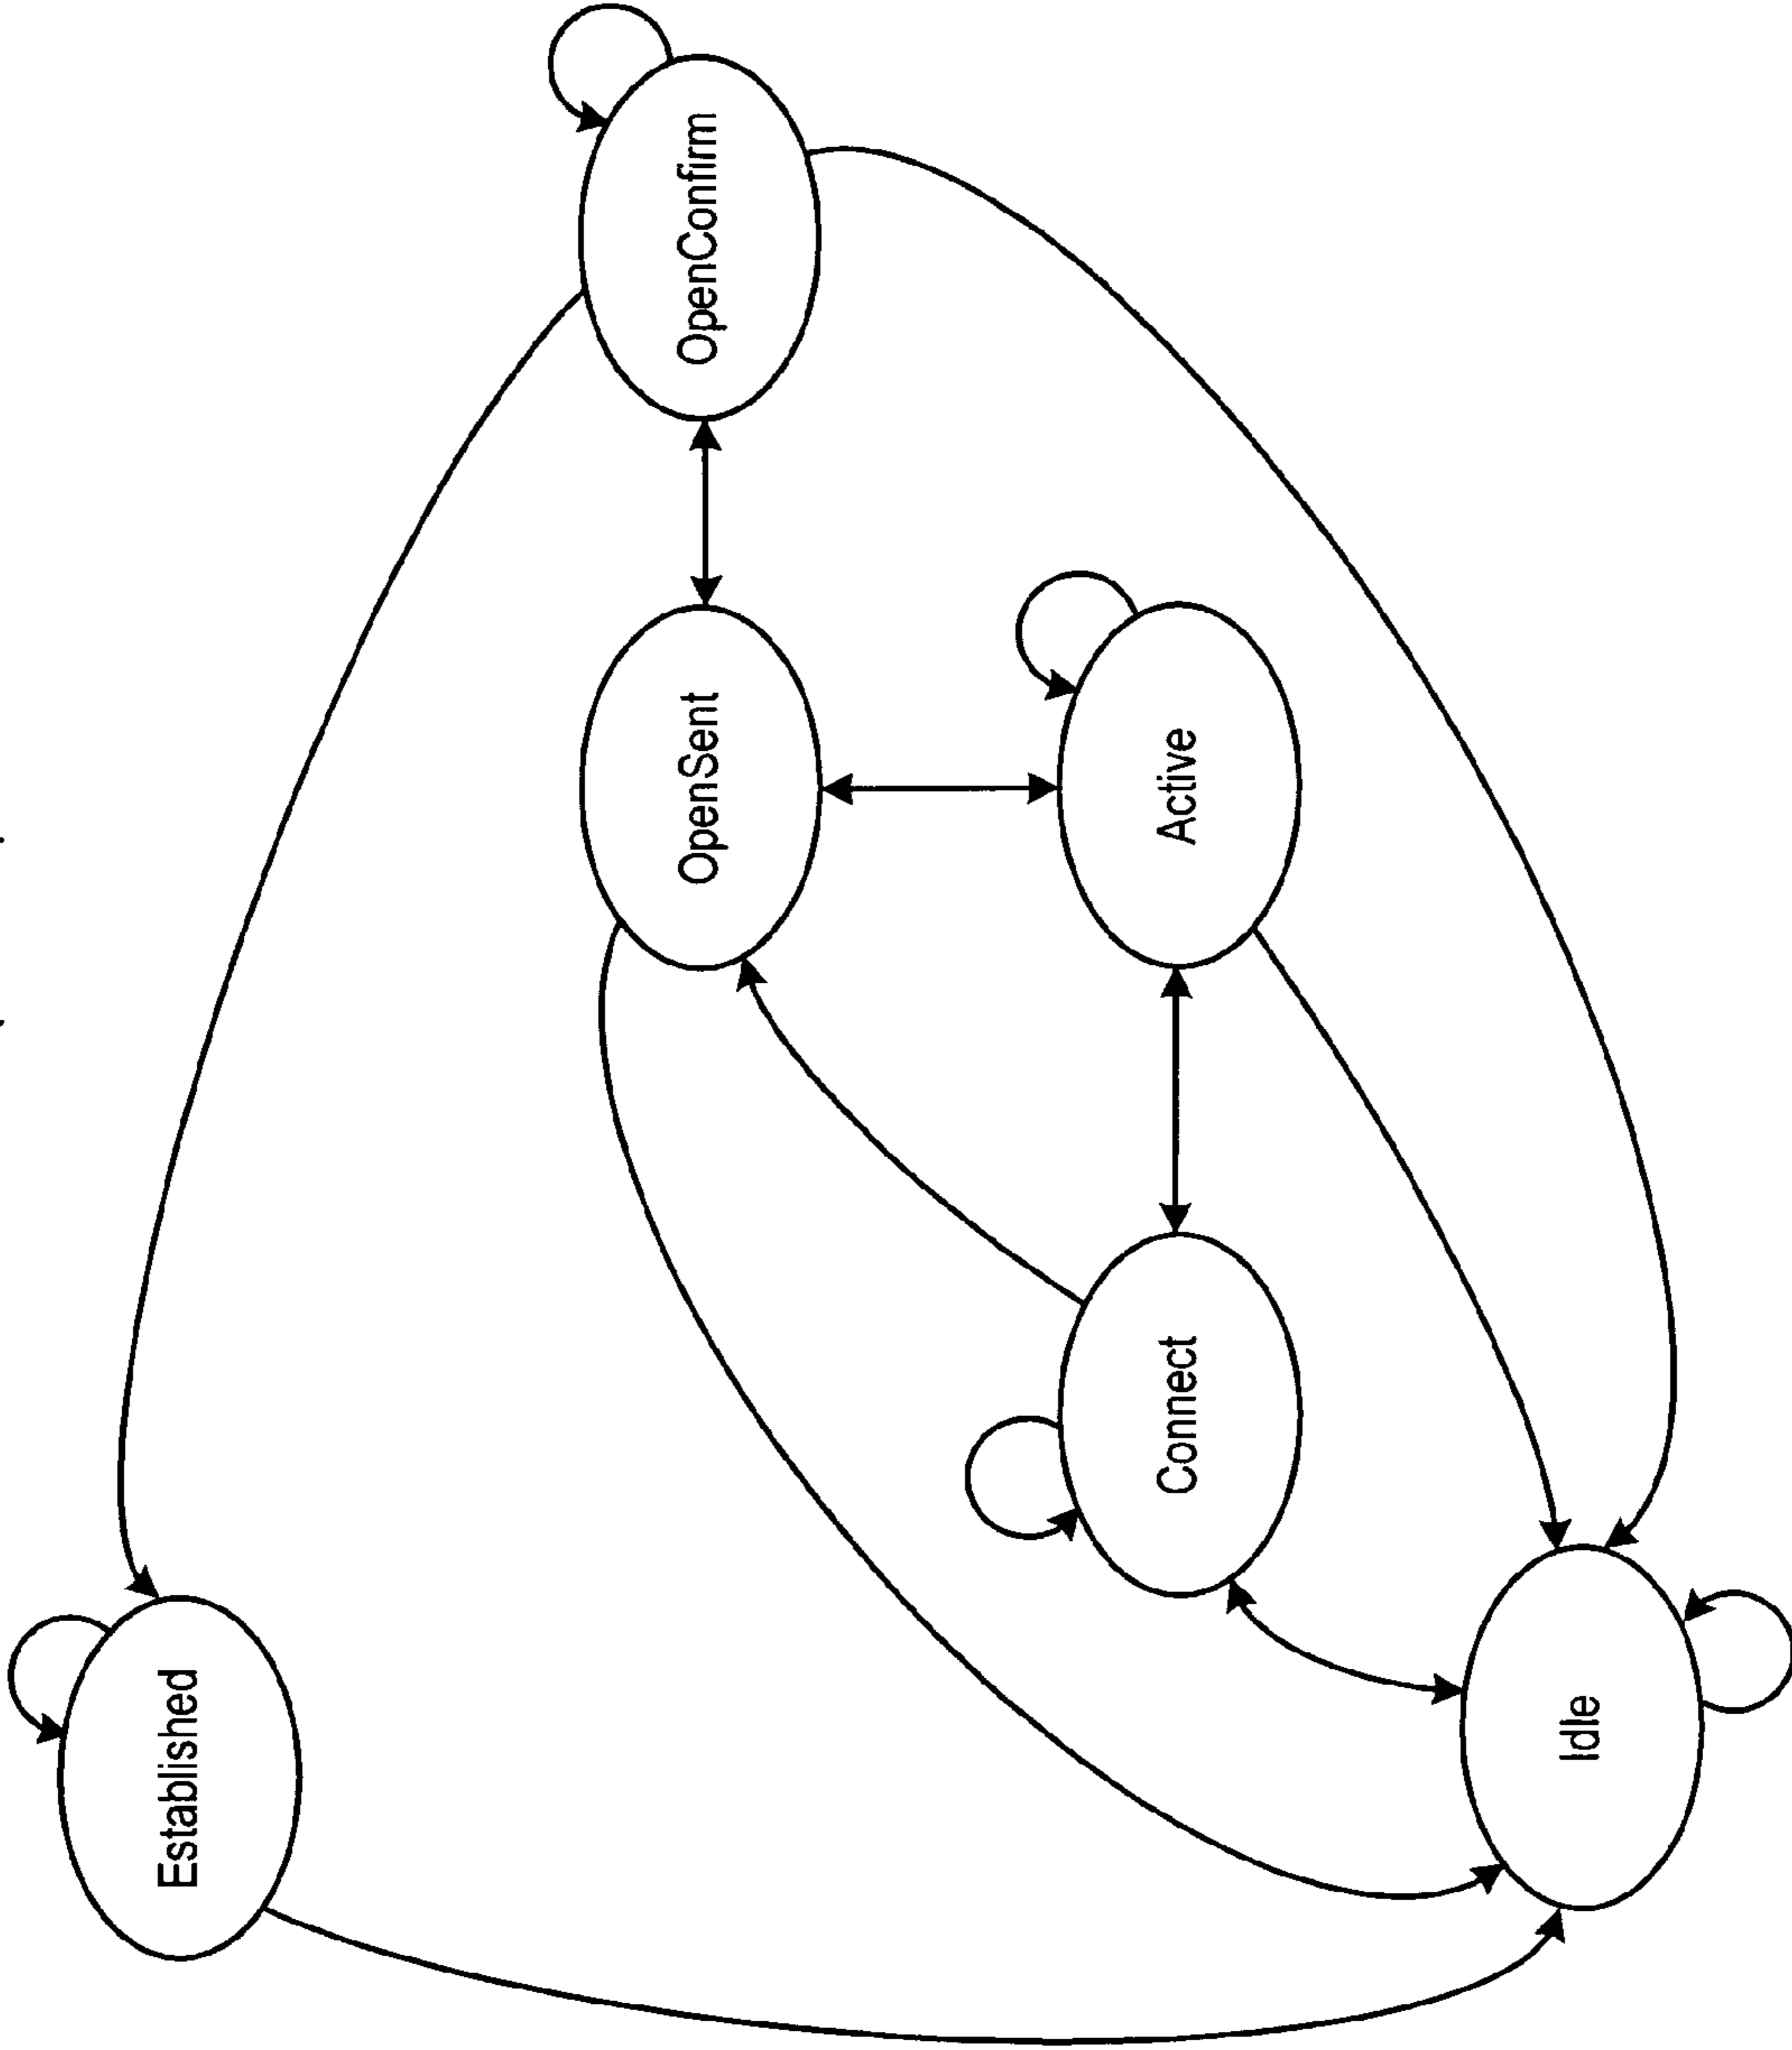 Established
OpenSent
OpenConfirm
Connect
Active
Idle